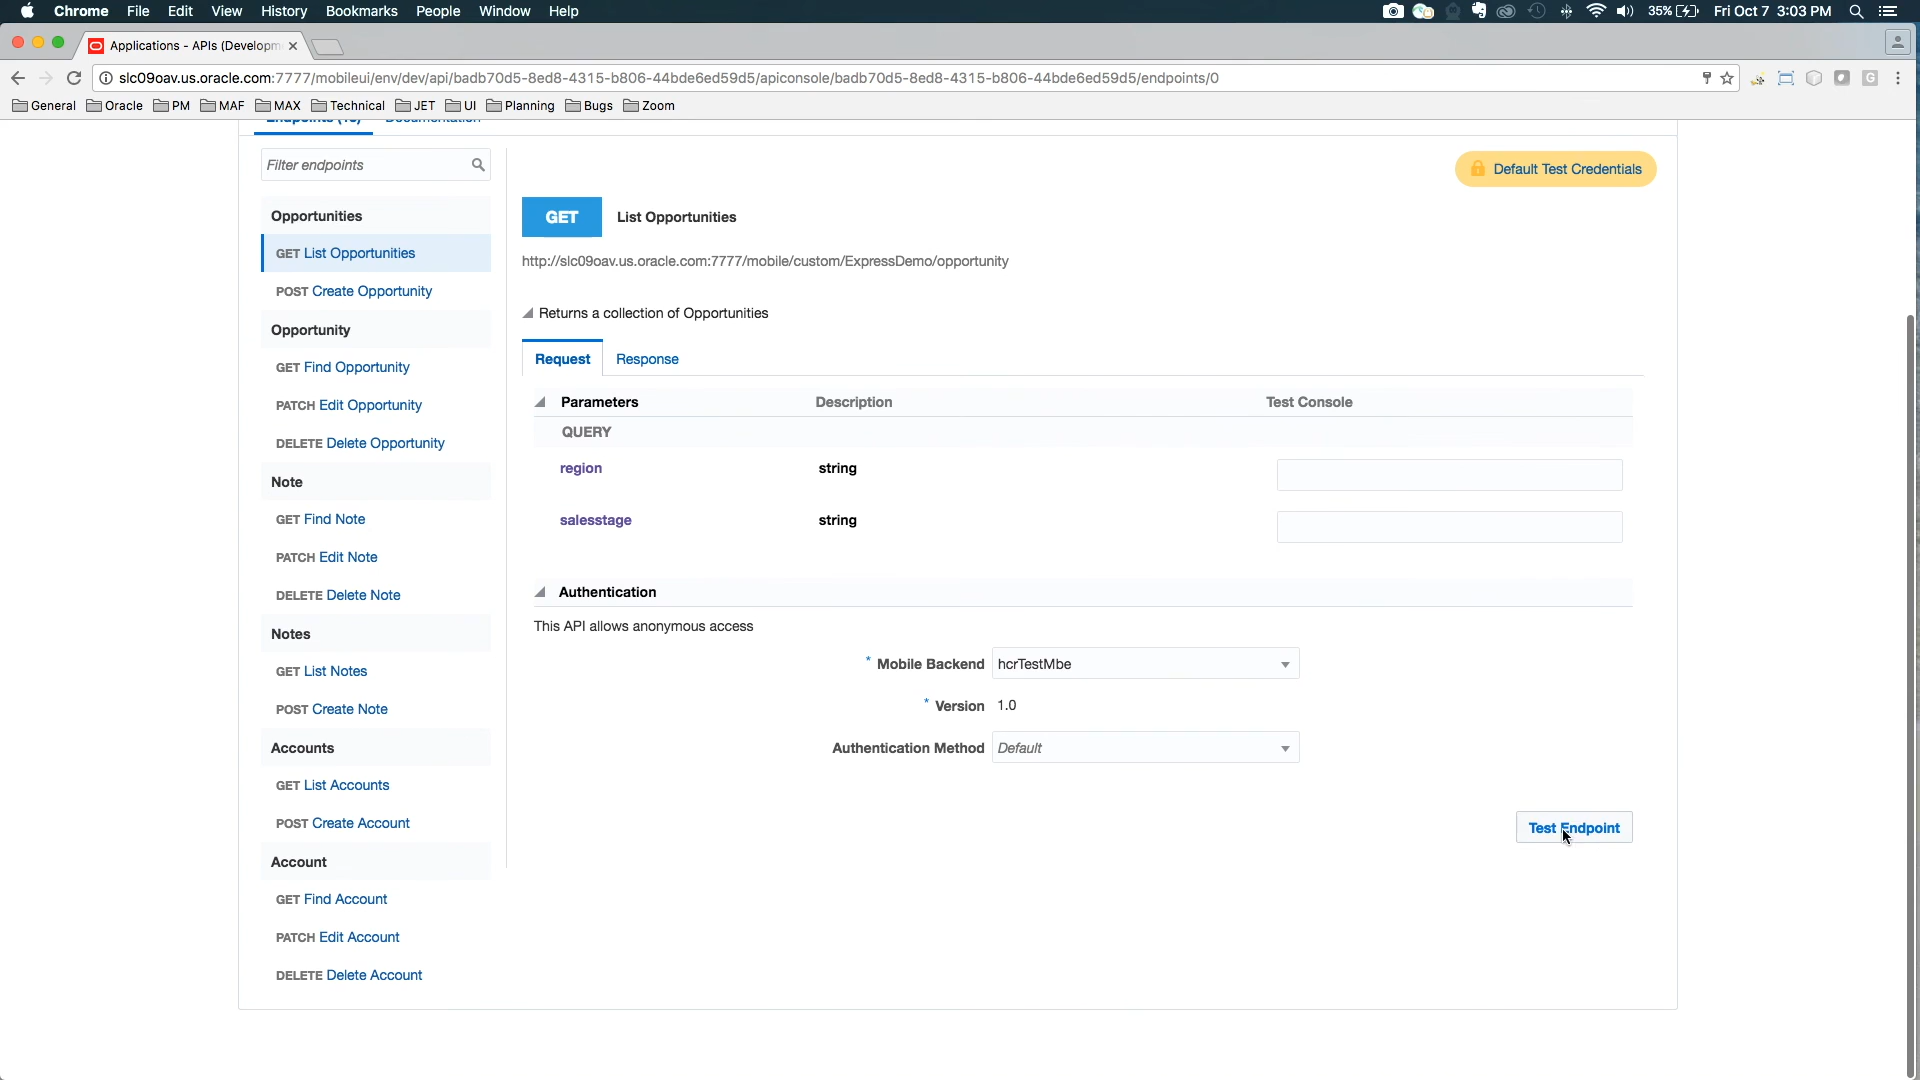 Chrome File Edit View History Bookmarks People Window Help 35% Fri Oct 7 3:03 PM
Applications - APIs (Developm
slc09oav.us.oracle.com:7777/mobileui/env/dev/api/badb70d5-8ed8-4315-b806-44bde6ed59d5/apiconsole/badb70d5-8ed8-4315-b806-44bde6ed59d5/endpoints/0
General Oracle PM MAF MAX Technical JET UI Planning Bugs Zoom
Documentation
Filter endpoints
Default Test Credentials
Opportunities
GET List Opportunities
POST Create Opportunity
Opportunity
GET Find Opportunity
PATCH Edit Opportunity
DELETE Delete Opportunity
Note
GET Find Note
PATCH Edit Note
DELETE Delete Note
Notes
GET List Notes
POST Create Note
Accounts
GET List Accounts
POST Create Account
Account
GET Find Account
PATCH Edit Account
DELETE Delete Account
GET List Opportunities
http://slc09oav.us.oracle.com:7777/mobile/custom/ExpressDemo/opportunity
Returns a collection of Opportunities
Request Response
Parameters Description Test Console
QUERY
region string
salesstage string
Authentication
This API allows anonymous access
* Mobile Backend hcrTestMbe
* Version 1.0
Authentication Method Default
Test Endpoint